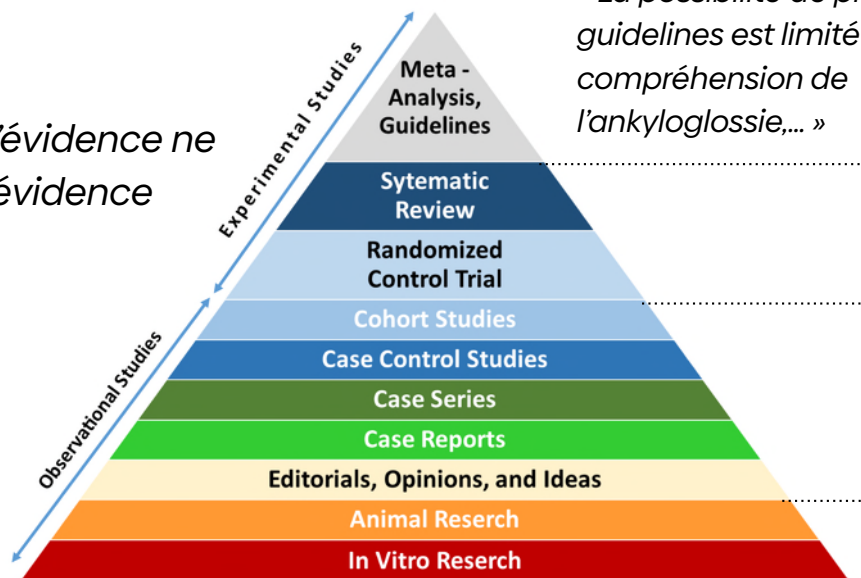 guidelines est limité
compréhension de
l'ankyloglossie,... »
'évidence ne
évidence
Experimental Studies
Observational Studies
Meta -
Analysis,
Guidelines
Sytematic
Review
Randomized
Control Trial
Cohort Studies
Case Control Studies
Case Series
Case Reports
Editorials, Opinions, and Ideas
Animal Reserch
In Vitro Reserch